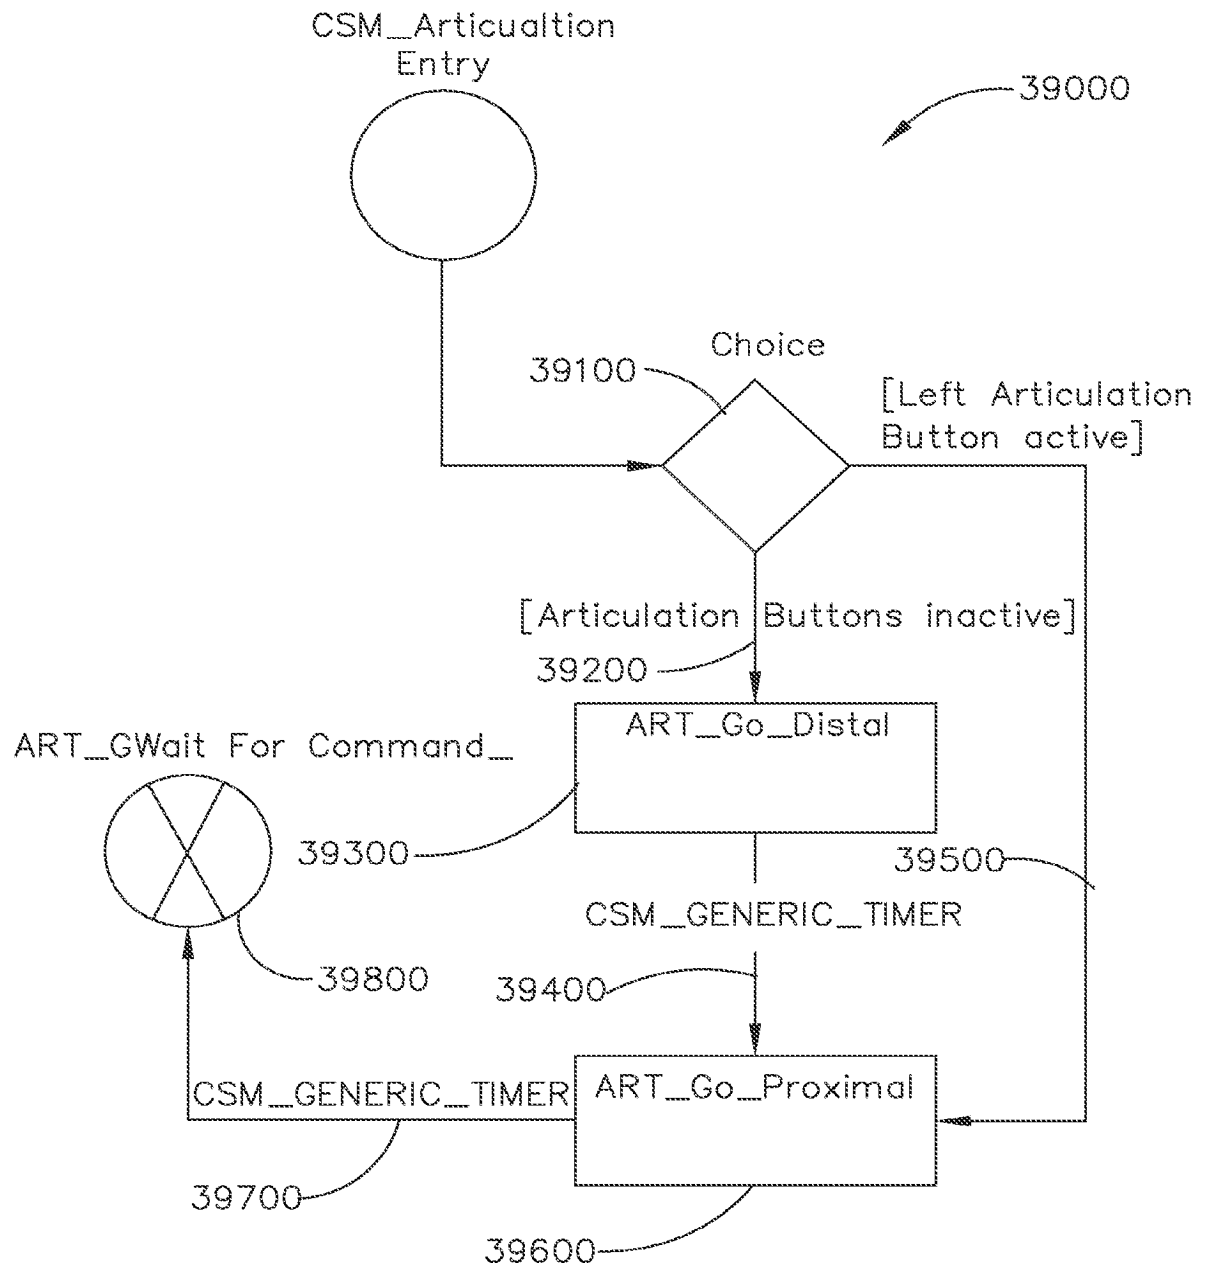 CSM_Articualtion
Entry
39000
Choice
39100
[Left Articulation
Button active]
[Articulation Buttons inactive]
39200
ART_Go_Distal
ART_GWait For Command_
39300
39500
CSM_GENERIC_TIMER
39800
39400
CSM_GENERIC_TIMER
ART_Go_Proximal
39700
39600